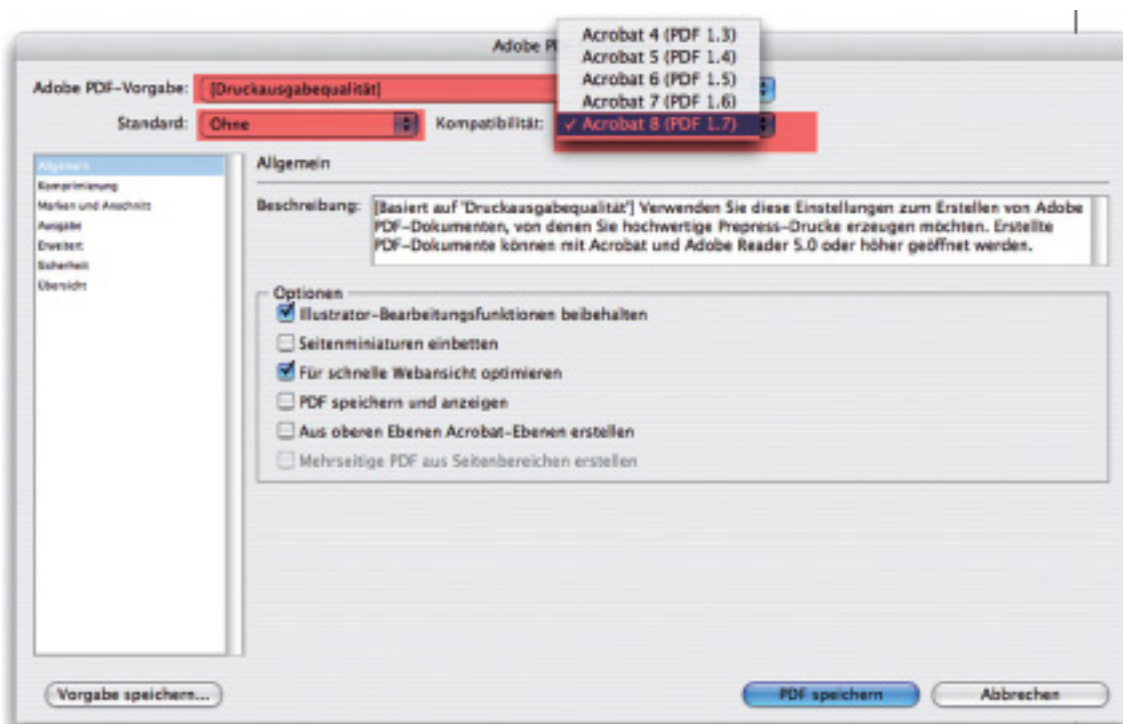 Adobe P
Acrobat 4 (PDF 1.3)
Acrobat 5 (PDF 1.4)
Acrobat 6 (PDF 1.5)
Acrobat 7 (PDF 1.6)
✓ Acrobat 8 (PDF 1.7)
Adobe PDF-Vorgabe: [Druckausgabequalität]
Standard: Ohne Kompatibilität:
Allgemein
Komprimierung
Marken und Anschnitt
Ausgabe
Erweitert
Sicherheit
Übersicht
Allgemein
Beschreibung: [Basiert auf 'Druckausgabequalität'] Verwenden Sie diese Einstellungen zum Erstellen von Adobe
PDF-Dokumenten, von denen Sie hochwertige Prepress-Drucke erzeugen möchten. Erstellte
PDF-Dokumente können mit Acrobat und Adobe Reader 5.0 oder höher geöffnet werden.
Optionen
Illustrator-Bearbeitungsfunktionen beibehalten
Seitenminiaturen einbetten
Für schnelle Webansicht optimieren
PDF speichern und anzeigen
Aus oberen Ebenen Acrobat-Ebenen erstellen
Mehrseitige PDF aus Seitenbereichen erstellen
Vorgabe speichern... PDF speichern Abbrechen